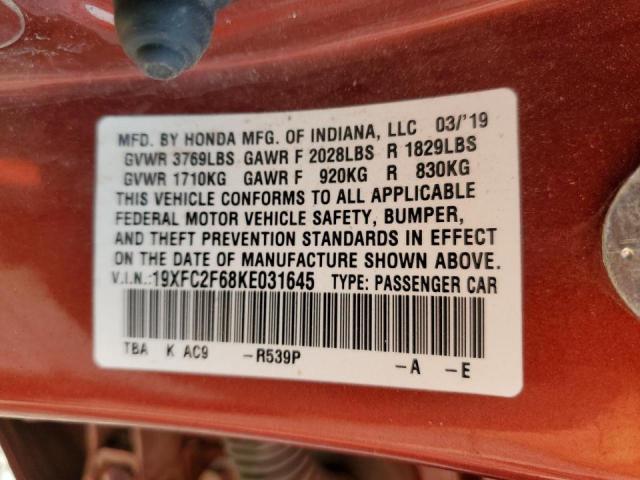 MFD. BY HONDA MFG. OF INDIANA, LLC 03/'19
GVWR 3769LBS GAWR F 2028LBS R 1829LBS
GVWR 1710KG GAWR F 920KG R 830KG
THIS VEHICLE CONFORMS TO ALL APPLICABLE
FEDERAL MOTOR VEHICLE SAFETY, BUMPER,
AND THEFT PREVENTION STANDARDS IN EFFECT
ON THE DATE OF MANUFACTURE SHOWN ABOVE.
V.I.N.:19XFC2F68KE031645 TYPE: PASSENGER CAR
TBA K AC9 -R539P -A -E